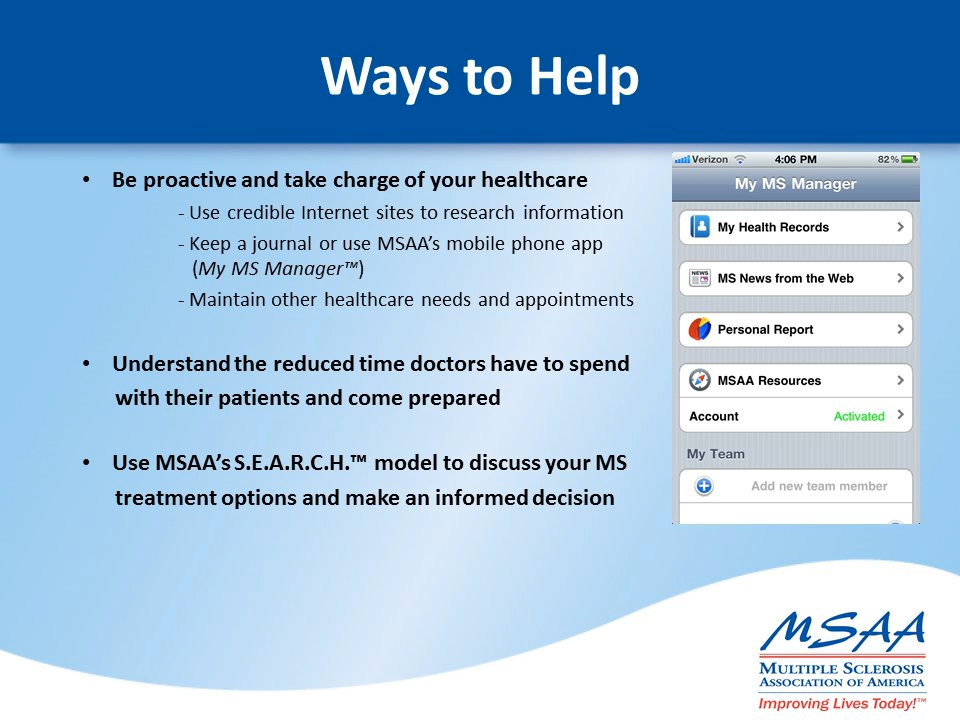 Ways to Help
• Be proactive and take charge of your healthcare
- Use credible Internet sites to research information
- Keep a journal or use MSAA’s mobile phone app
(My MS Manager™)
- Maintain other healthcare needs and appointments
• Understand the reduced time doctors have to spend
with their patients and come prepared
• Use MSAA’s S.E.A.R.C.H.™ model to discuss your MS
treatment options and make an informed decision
Verizon 4:06 PM 82%
My MS Manager
My Health Records
NEWS MS News from the Web
Personal Report
MSAA Resources
Account Activated
My Team
Add new team member
MSAA
MULTIPLE SCLEROSIS
ASSOCIATION OF AMERICA
Improving Lives Today!™